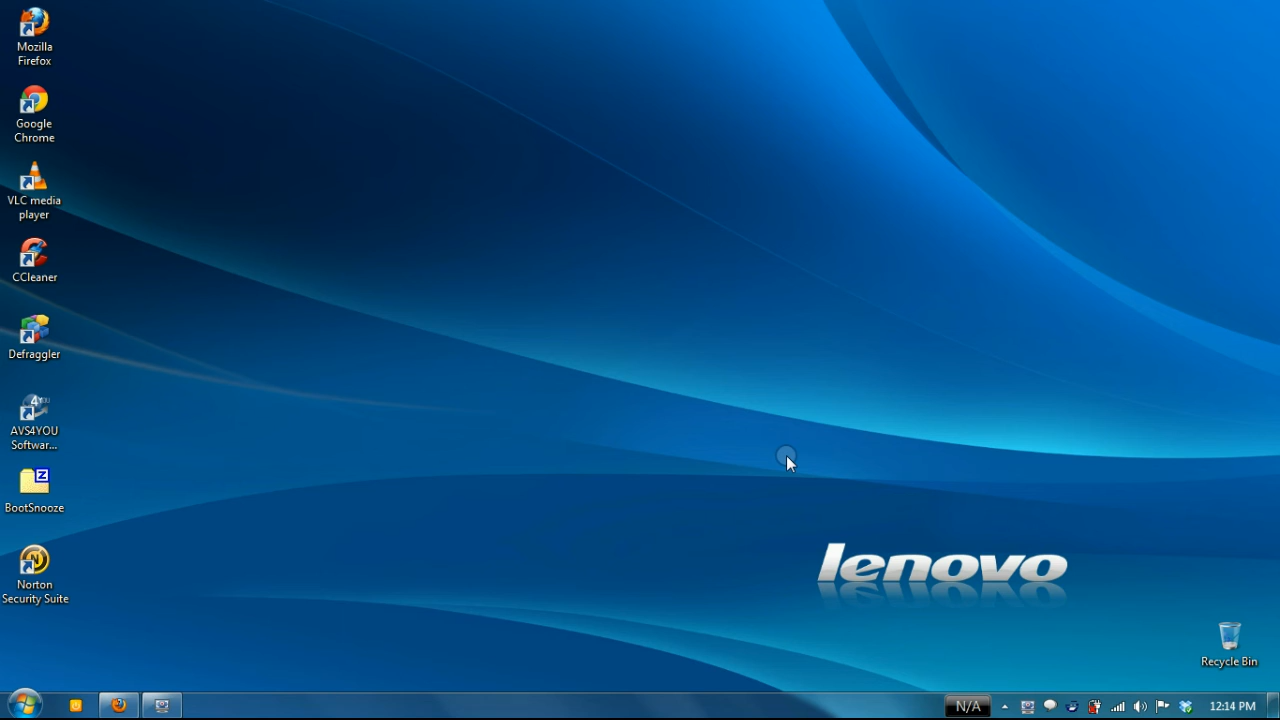 Mozilla
Firefox
Google
Chrome
VLC media
player
CCleaner
Defraggler
4YOU
AVS4YOU
Softwar...
Z
BootSnooze
N
Norton
Security Suite
lenovo
Recycle Bin
N/A
12:14 PM